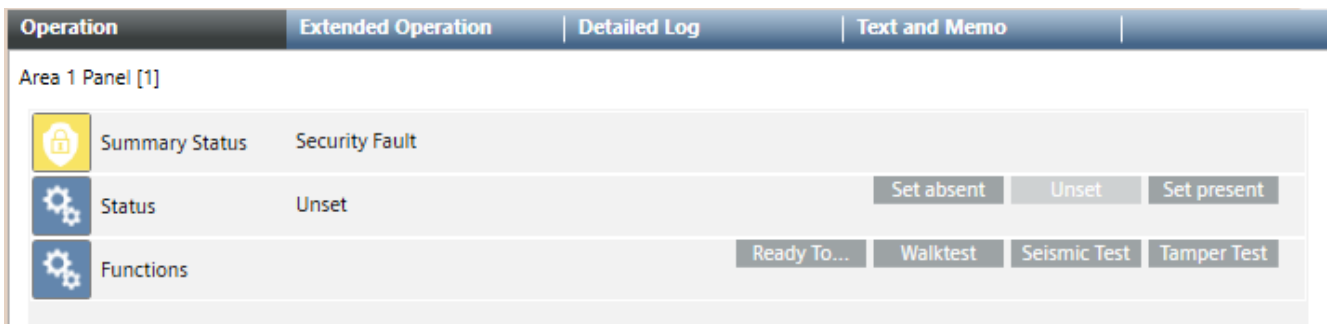 Operation Extended Operation Detailed Log Text and Memo
Area 1 Panel [1]
Summary Status Security Fault
Status Unset Set absent Unset Set present
Functions Ready To... Walktest Seismic Test Tamper Test